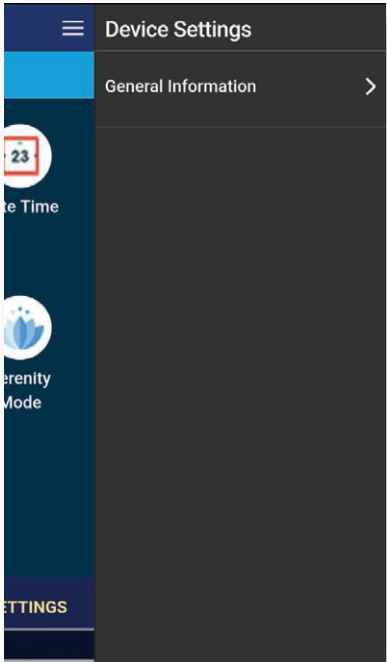 Device Settings
General Information
23
te Time
erenity
Mode
ETTINGS